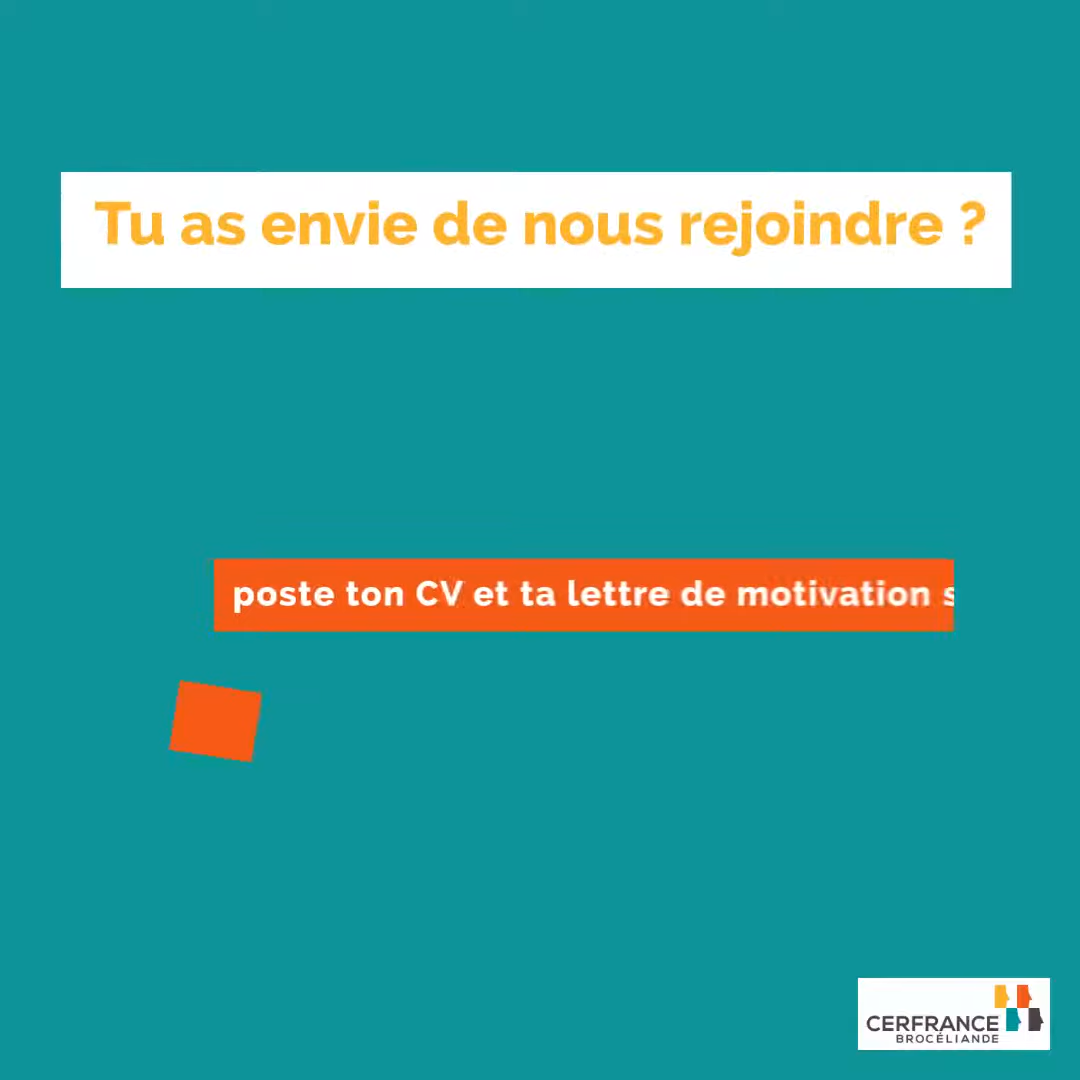 Tu as envie de nous rejoindre ?
poste ton CV et ta lettre de motivation s
CERFRANCE
BROCÉLIANDE